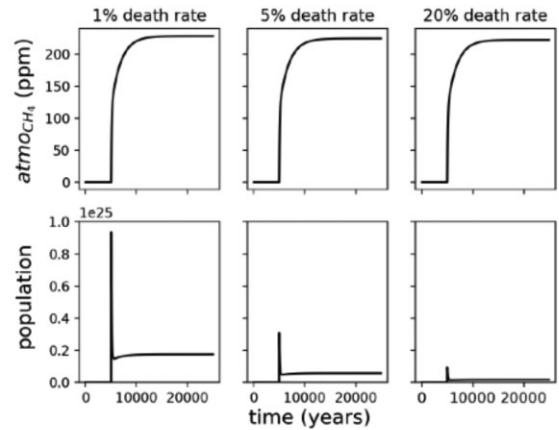 1% death rate 5% death rate 20% death rate
atmo_{CH_4} (ppm)
200
150
100
50
0
1e25
population
1.0
0.8
0.6
0.4
0.2
0.0
0 10000 20000 0 10000 20000 0 10000 20000
time (years)